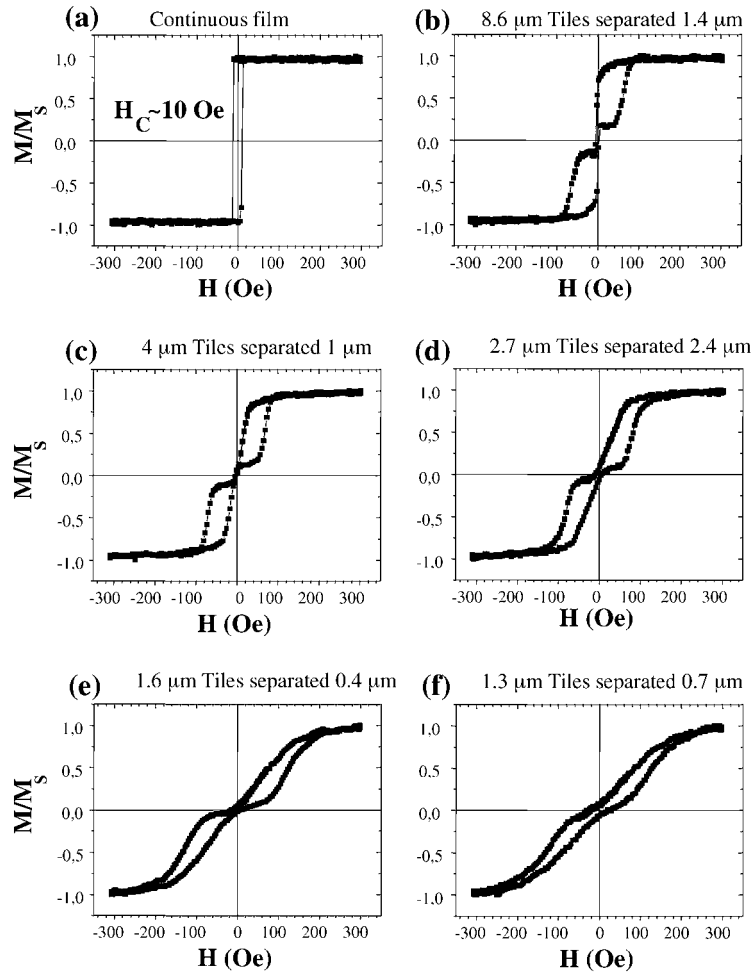 (a) Continuous film
(b) 8.6 μm Tiles separated 1.4 μm
1.0
0.5
0.0
-0.5
-1.0
M/M_S
H_C~10 Oe
-300 -200 -100 0 100 200 300
H (Oe)
1.0
0.5
0.0
-0.5
-1.0
-300 -200 -100 0 100 200 300
H (Oe)
(c) 4 μm Tiles separated 1 μm
(d) 2.7 μm Tiles separated 2.4 μm
1.0
0.5
0.0
-0.5
-1.0
M/M_S
-300 -200 -100 0 100 200 300
H (Oe)
1.0
0.5
0.0
-0.5
-1.0
-300 -200 -100 0 100 200 300
H (Oe)
(e) 1.6 μm Tiles separated 0.4 μm
(f) 1.3 μm Tiles separated 0.7 μm
1.0
0.5
0.0
-0.5
-1.0
M/M_S
-300 -200 -100 0 100 200 300
H (Oe)
1.0
0.5
0.0
-0.5
-1.0
-300 -200 -100 0 100 200 300
H (Oe)